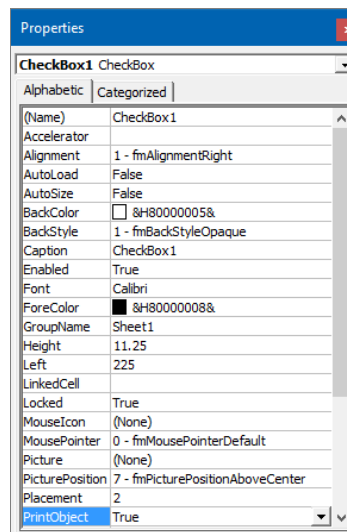 Properties
CheckBox1 CheckBox
Alphabetic Categorized
(Name) CheckBox1
Accelerator
Alignment 1 - fmAlignmentRight
AutoLoad False
AutoSize False
BackColor &H80000005&
BackStyle 1 - fmBackStyleOpaque
Caption CheckBox1
Enabled True
Font Calibri
ForeColor &H80000008&
GroupName Sheet1
Height 11.25
Left 225
LinkedCell
Locked True
MouseIcon (None)
MousePointer 0 - fmMousePointerDefault
Picture (None)
PicturePosition 7 - fmPicturePositionAboveCenter
Placement 2
PrintObject True